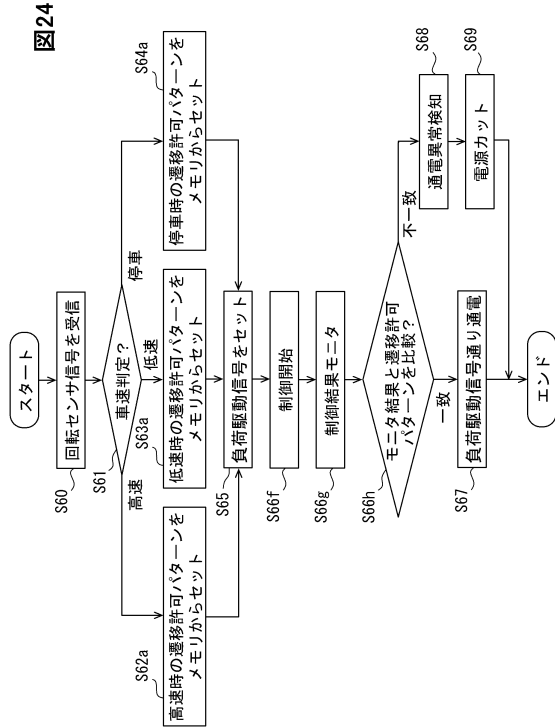 図24
スタート
S60
回転センサ信号を受信
S61
車速判定?
高速
低速
停車
S62a
高速時の遷移許可パターンを
メモリからセット
S63a
低速時の遷移許可パターンを
メモリからセット
S64a
停車時の遷移許可パターンを
メモリからセット
S65
負荷駆動信号をセット
S66f
制御開始
S66g
制御結果モニタ
S66h
モニタ結果と遷移許可
パターンを比較?
一致
不一致
S67
負荷駆動信号通り通電
S68
通電異常検知
S69
電源カット
エンド